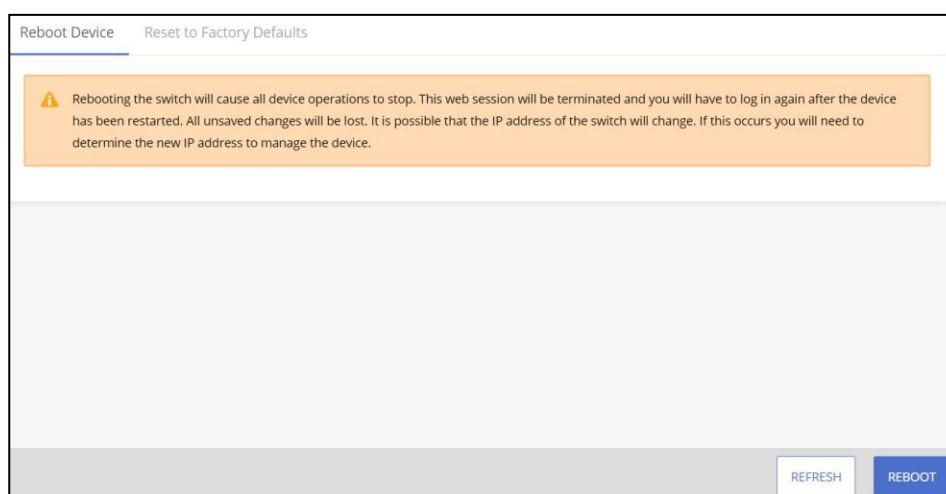 Reboot Device Reset to Factory Defaults
Rebooting the switch will cause all device operations to stop. This web session will be terminated and you will have to log in again after the device
has been restarted. All unsaved changes will be lost. It is possible that the IP address of the switch will change. If this occurs you will need to
determine the new IP address to manage the device.
REFRESH REBOOT